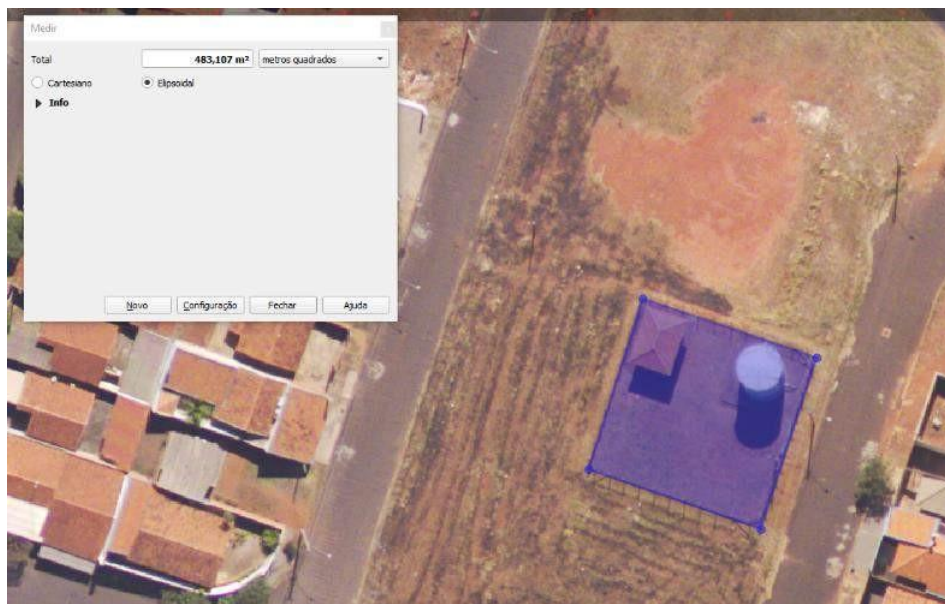 Medir
Total 483,107 m² metros quadrados
Cartesiano Elipsoidal
Info
Novo Configuração Fechar Ajuda